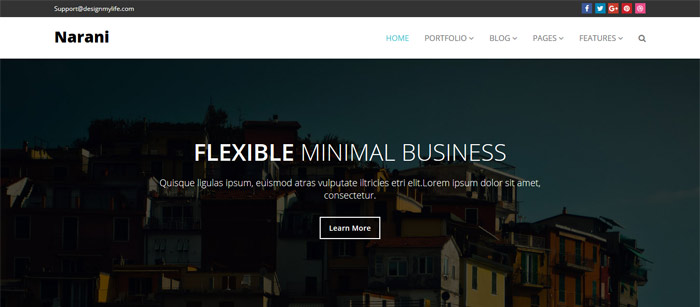 Support@designmylife.com
Narani
HOME PORTFOLIO BLOG PAGES FEATURES
FLEXIBLE MINIMAL BUSINESS
Quisque ligulas ipsum, euismod atras vulputate iltricies etri elit.Lorem ipsum dolor sit amet,
consectetur.
Learn More